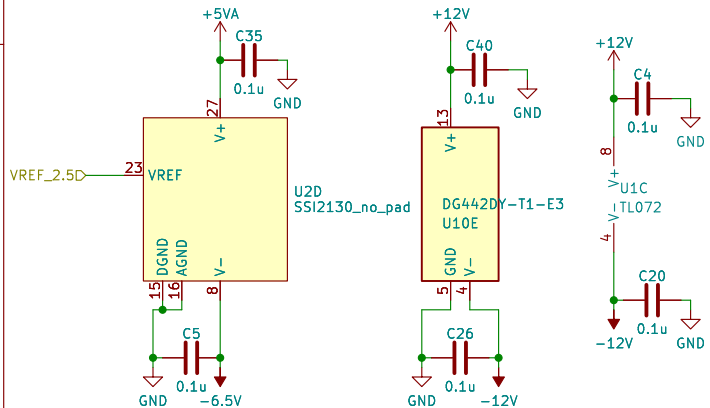 +5VA
C35
0.1u
GND
27
V+
VREF_2.5
23
VREF
U2D
SSI2130_no_pad
DGND
AGND
V-
15
16
8
C5
0.1u
GND
-6.5V
+12V
C40
0.1u
GND
13
V+
DG442DY-T1-E3
U10E
GND
V-
5
4
C26
0.1u
GND
-12V
+12V
C4
0.1u
GND
8
V+
U1C
TL072
V-
4
C20
0.1u
GND
-12V